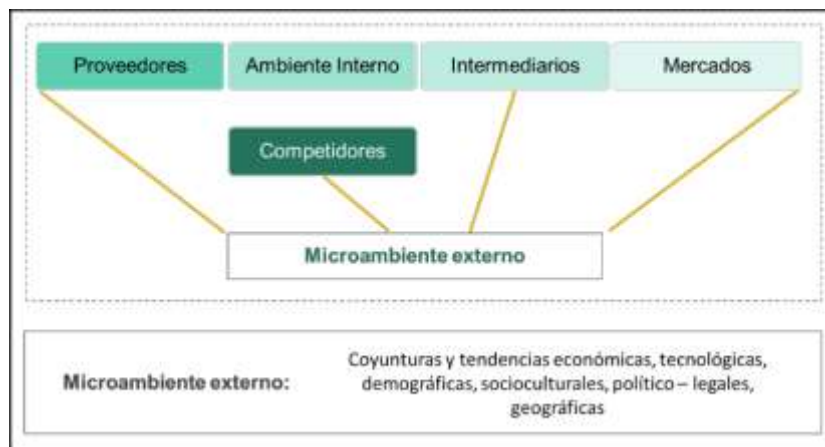 Proveedores
Ambiente Interno
Intermediarios
Mercados
Competidores
Microambiente externo
Microambiente externo:
Coyunturas y tendencias económicas, tecnológicas,
demográficas, socioculturales, político – legales,
geográficas